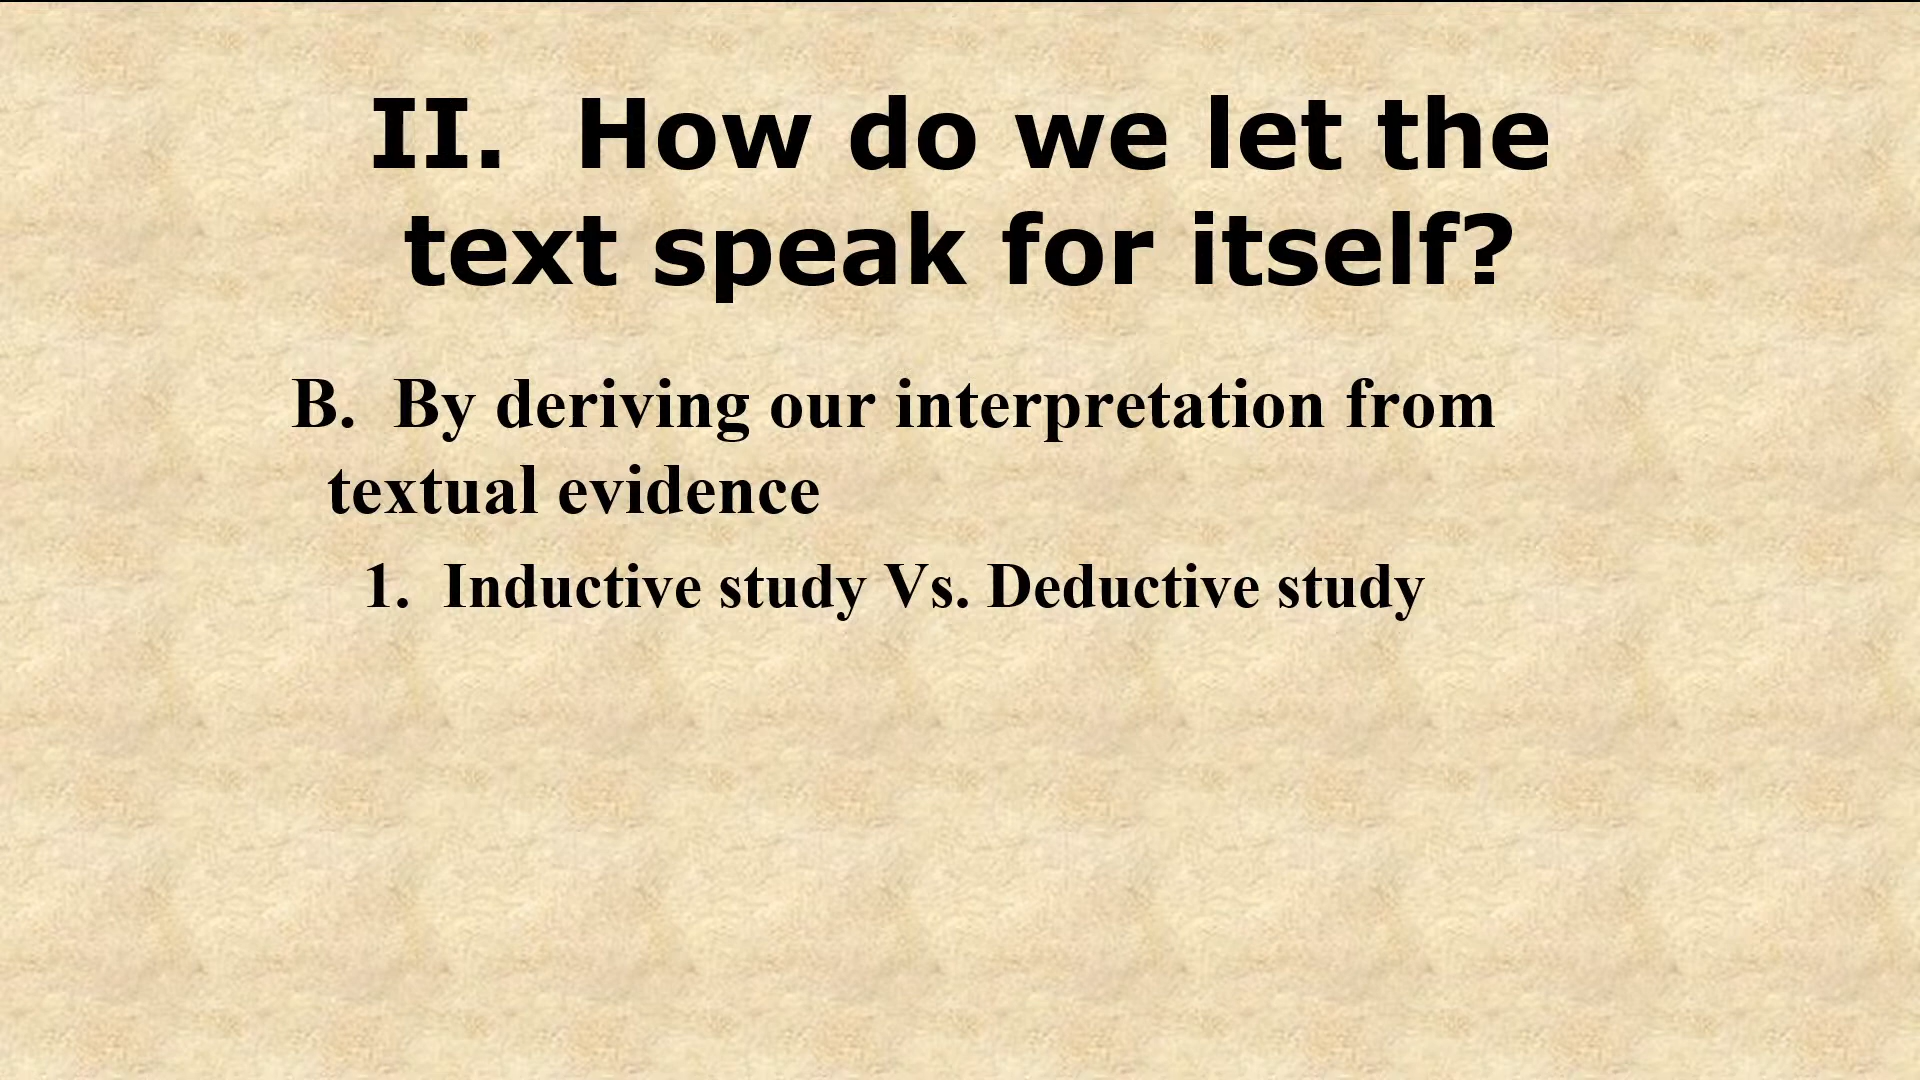 II.  How do we let the
text speak for itself?
B.  By deriving our interpretation from
textual evidence
1.  Inductive study Vs. Deductive study